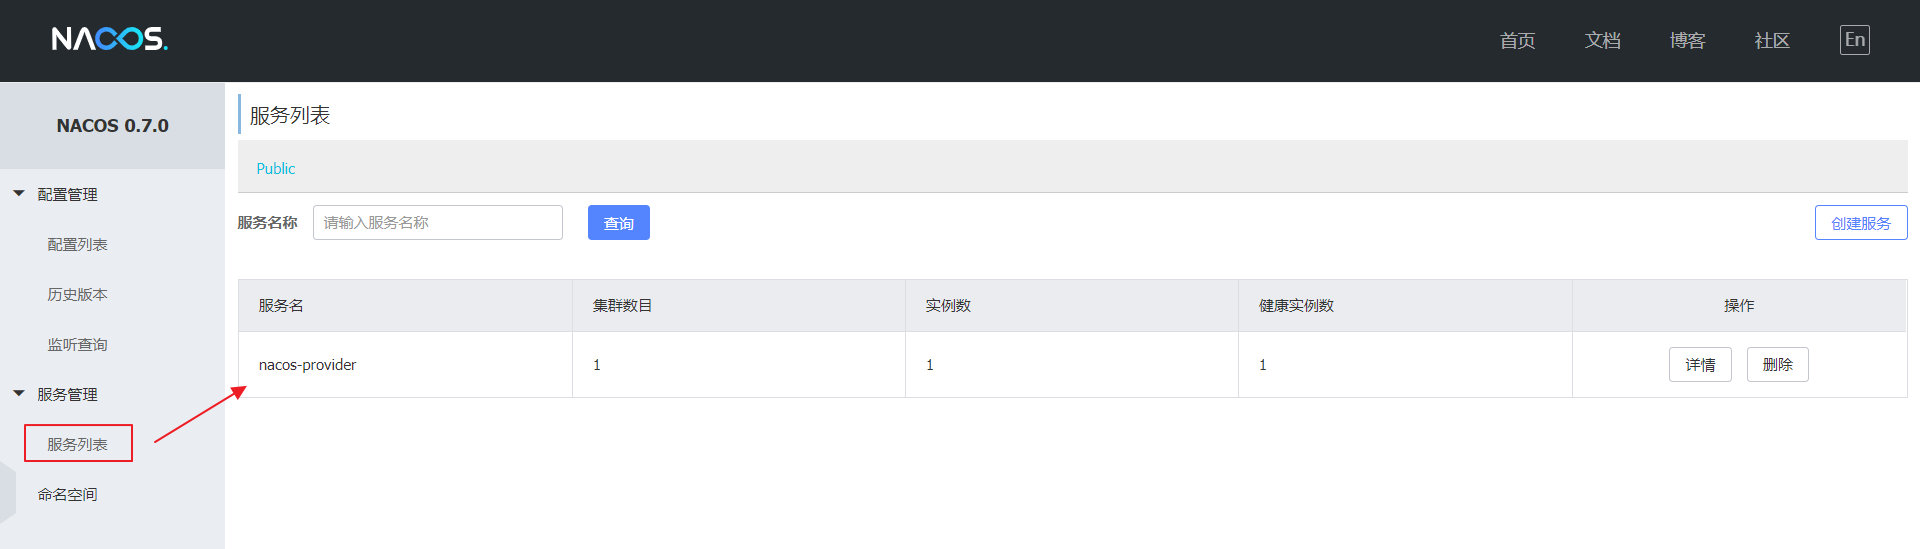 NACOS.
首页 文档 博客 社区 En
NACOS 0.7.0
配置管理
配置列表
历史版本
监听查询
服务管理
服务列表
命名空间
服务列表
Public
服务名称 请输入服务名称 查询 创建服务
服务名 集群数目 实例数 健康实例数 操作
nacos-provider 1 1 1 详情 删除